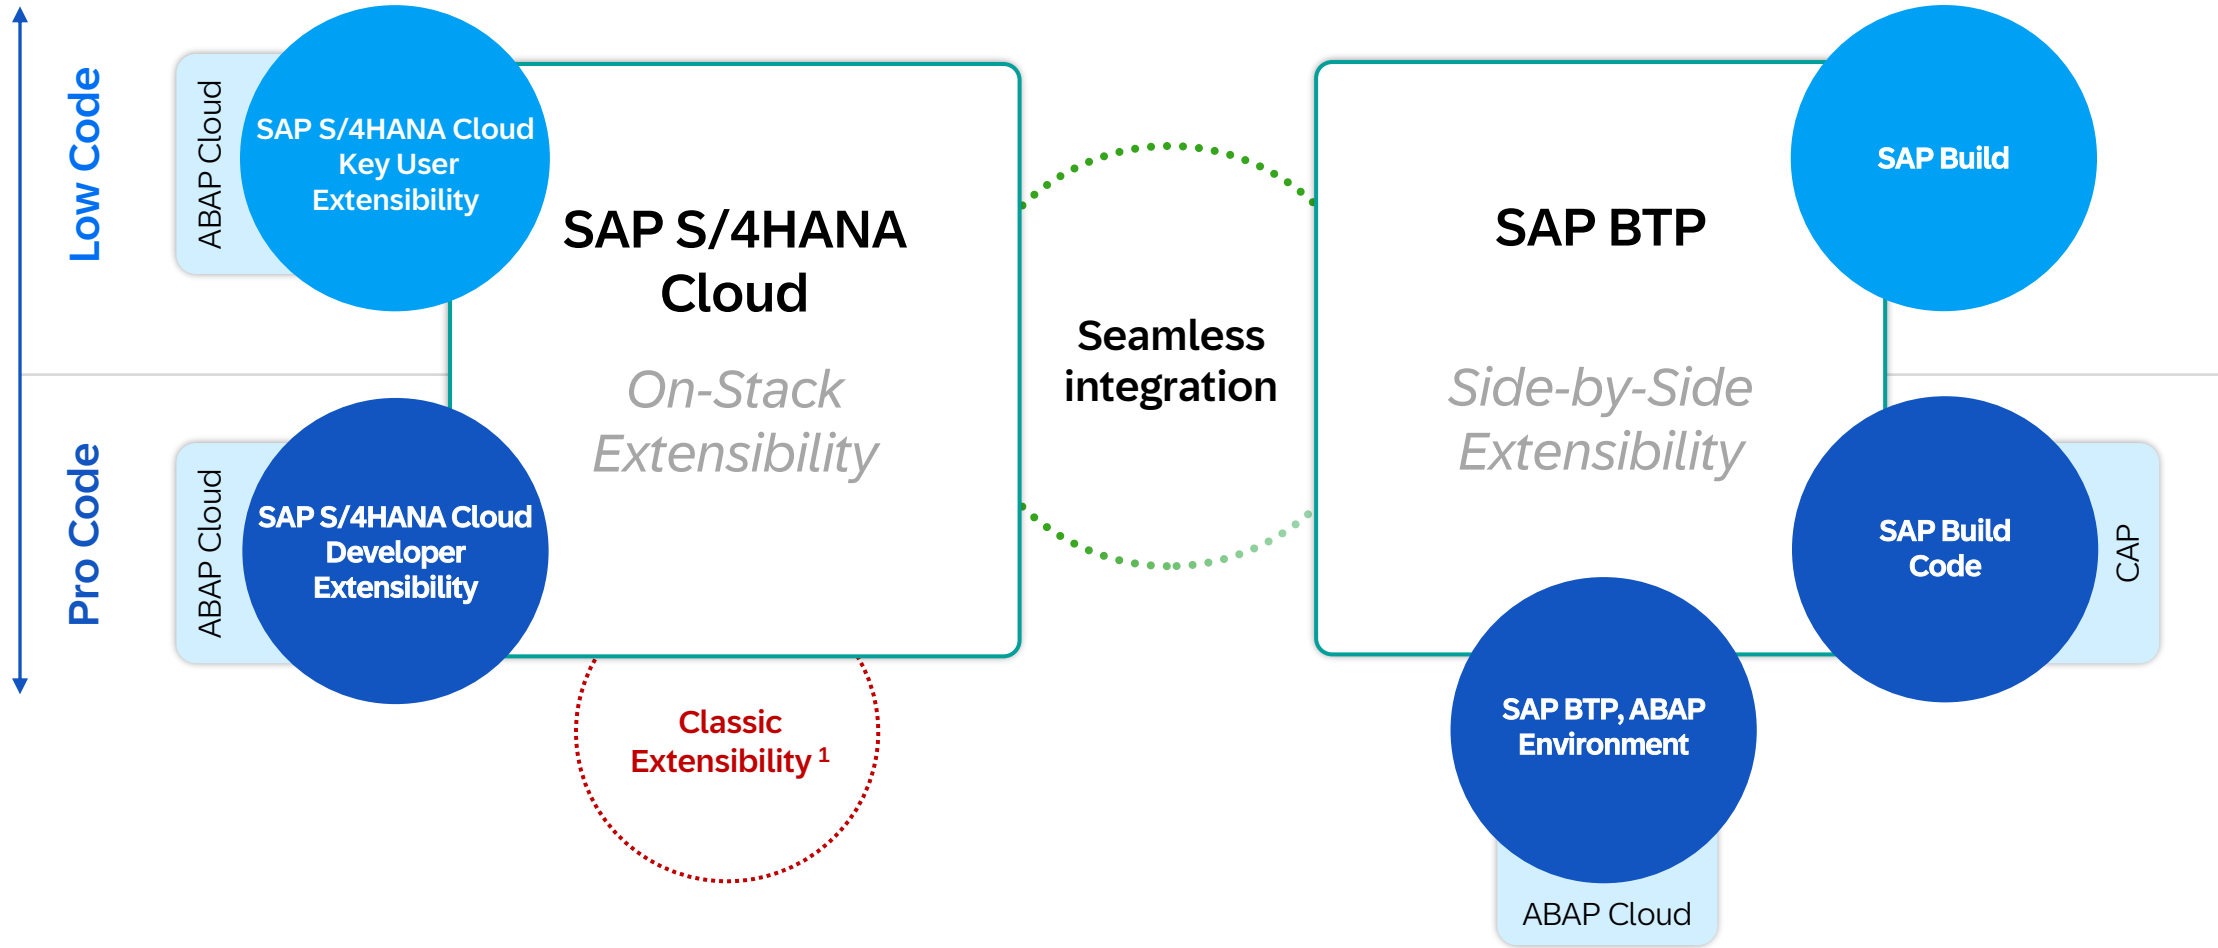 Low Code
Pro Code
ABAP Cloud
SAP S/4HANA Cloud
Key User
Extensibility
ABAP Cloud
SAP S/4HANA Cloud
Developer
Extensibility
SAP S/4HANA
Cloud
On-Stack
Extensibility
Classic
Extensibility 1
Seamless
integration
SAP BTP
Side-by-Side
Extensibility
SAP Build
SAP Build
Code
CAP
SAP BTP, ABAP
Environment
ABAP Cloud